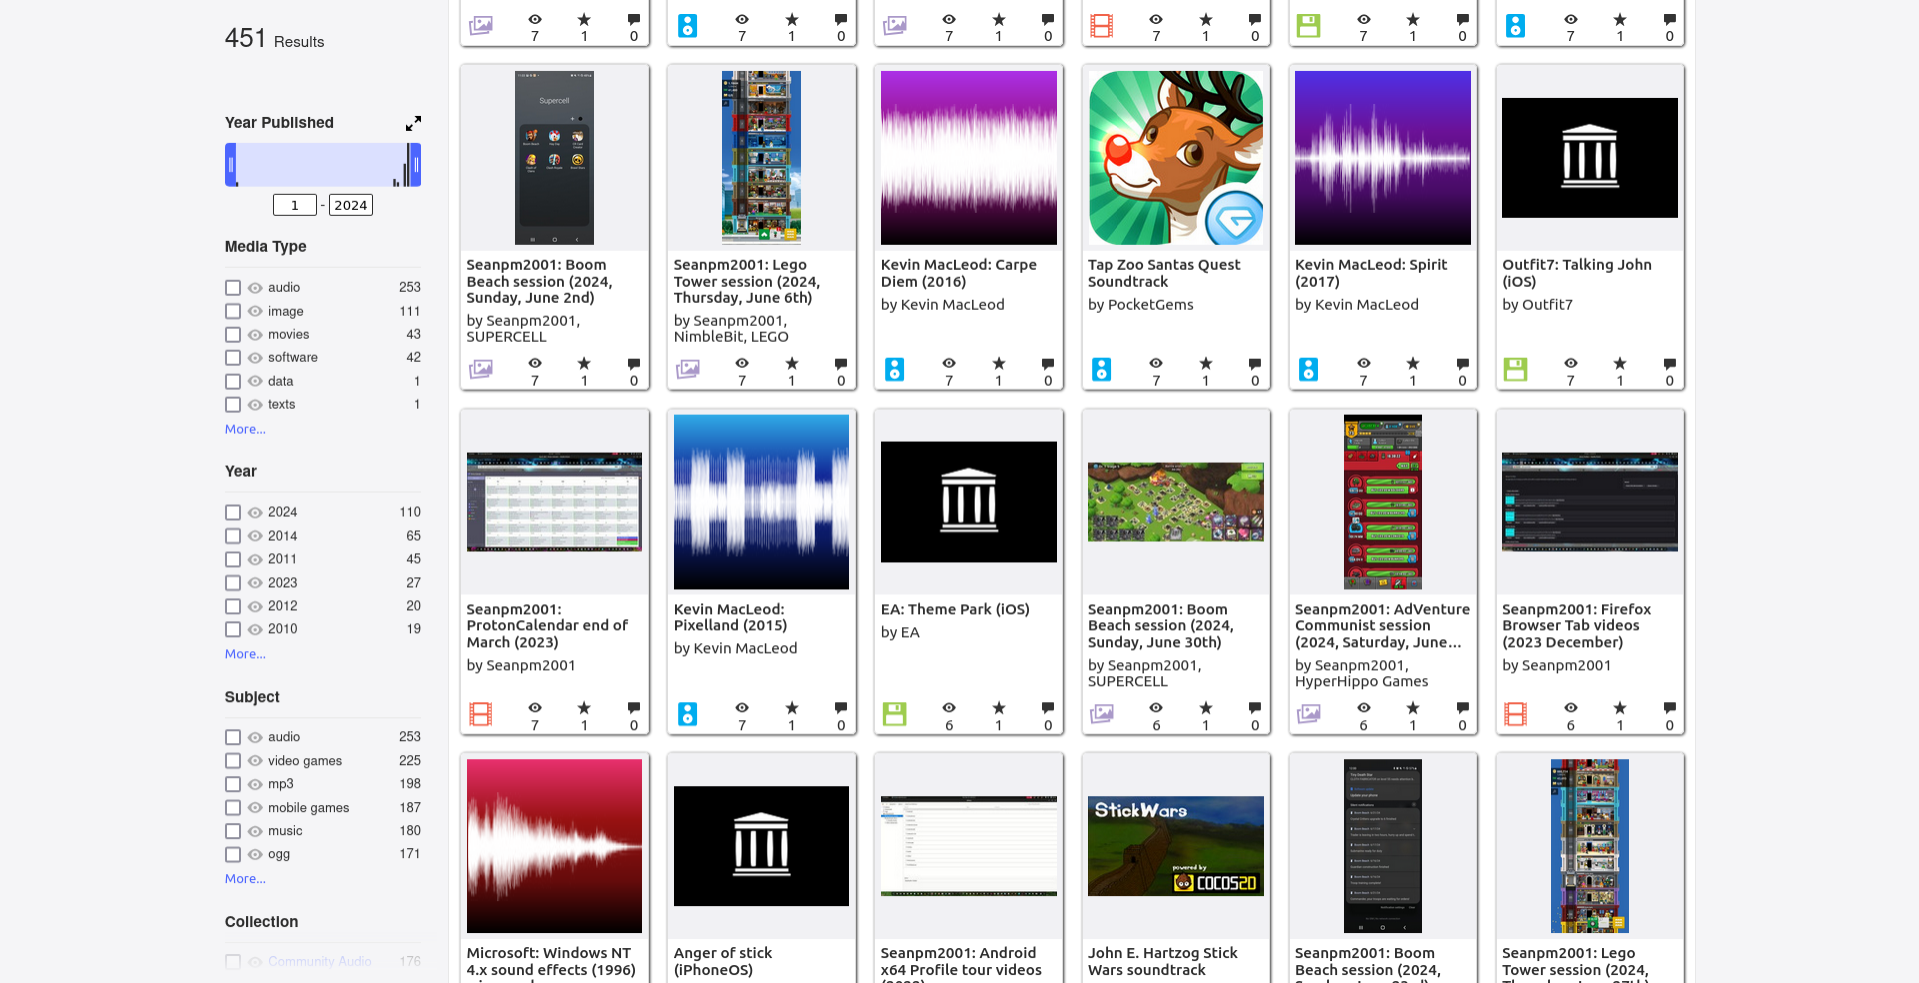 451 Results
Year Published
1 - 2024
Media Type
audio 253
image 111
movies 43
software 42
data 1
texts 1
More...
Year
2024 110
2014 65
2011 45
2023 27
2012 20
2010 19
More...
Subject
audio 253
video games 225
mp3 198
mobile games 187
music 180
ogg 171
More...
Collection
Community Audio 176
7 1 0
7 1 0
7 1 0
7 1 0
7 1 0
7 1 0
Supercell
Seanpm2001: Boom
Beach session (2024,
Sunday, June 2nd)
by Seanpm2001,
SUPERCELL
7 1 0
Seanpm2001: Lego
Tower session (2024,
Thursday, June 6th)
by Seanpm2001,
NimbleBit, LEGO
7 1 0
Kevin MacLeod: Carpe
Diem (2016)
by Kevin MacLeod
7 1 0
Tap Zoo Santas Quest
Soundtrack
by PocketGems
7 1 0
Kevin MacLeod: Spirit
(2017)
by Kevin MacLeod
7 1 0
Outfit7: Talking John
(iOS)
by Outfit7
7 1 0
Seanpm2001:
ProtonCalendar end of
March (2023)
by Seanpm2001
7 1 0
Kevin MacLeod:
Pixelland (2015)
by Kevin MacLeod
7 1 0
EA: Theme Park (iOS)
by EA
6 1 0
Seanpm2001: Boom
Beach session (2024,
Sunday, June 30th)
by Seanpm2001,
SUPERCELL
6 1 0
Seanpm2001: AdVenture
Communist session
(2024, Saturday, June...
by Seanpm2001,
HyperHippo Games
6 1 0
Seanpm2001: Firefox
Browser Tab videos
(2023 December)
by Seanpm2001
6 1 0
Microsoft: Windows NT
4.x sound effects (1996)
Anger of stick
(iPhoneOS)
Seanpm2001: Android
x64 Profile tour videos
StickWars
powered by
COCOS2D
John E. Hartzog Stick
Wars soundtrack
Seanpm2001: Boom
Beach session (2024,
Seanpm2001: Lego
Tower session (2024,